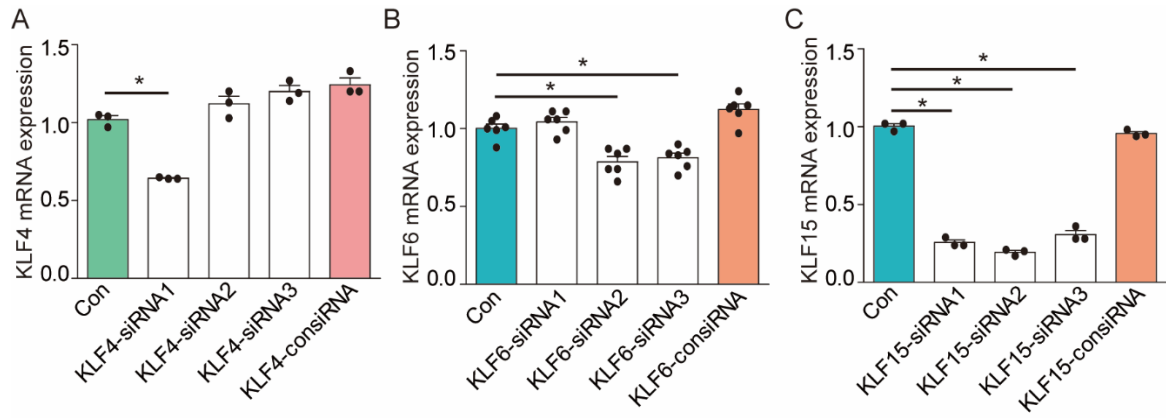 A
KLF4 mRNA expression
1.5
1.0
0.5
0.0
*
Con
KLF4-siRNA1
KLF4-siRNA2
KLF4-siRNA3
KLF4-consiRNA
B
KLF6 mRNA expression
1.5
1.0
0.5
0.0
*
*
Con
KLF6-siRNA1
KLF6-siRNA2
KLF6-siRNA3
KLF6-consiRNA
C
KLF15 mRNA expression
1.5
1.0
0.5
0.0
*
*
*
Con
KLF15-siRNA1
KLF15-siRNA2
KLF15-siRNA3
KLF15-consiRNA